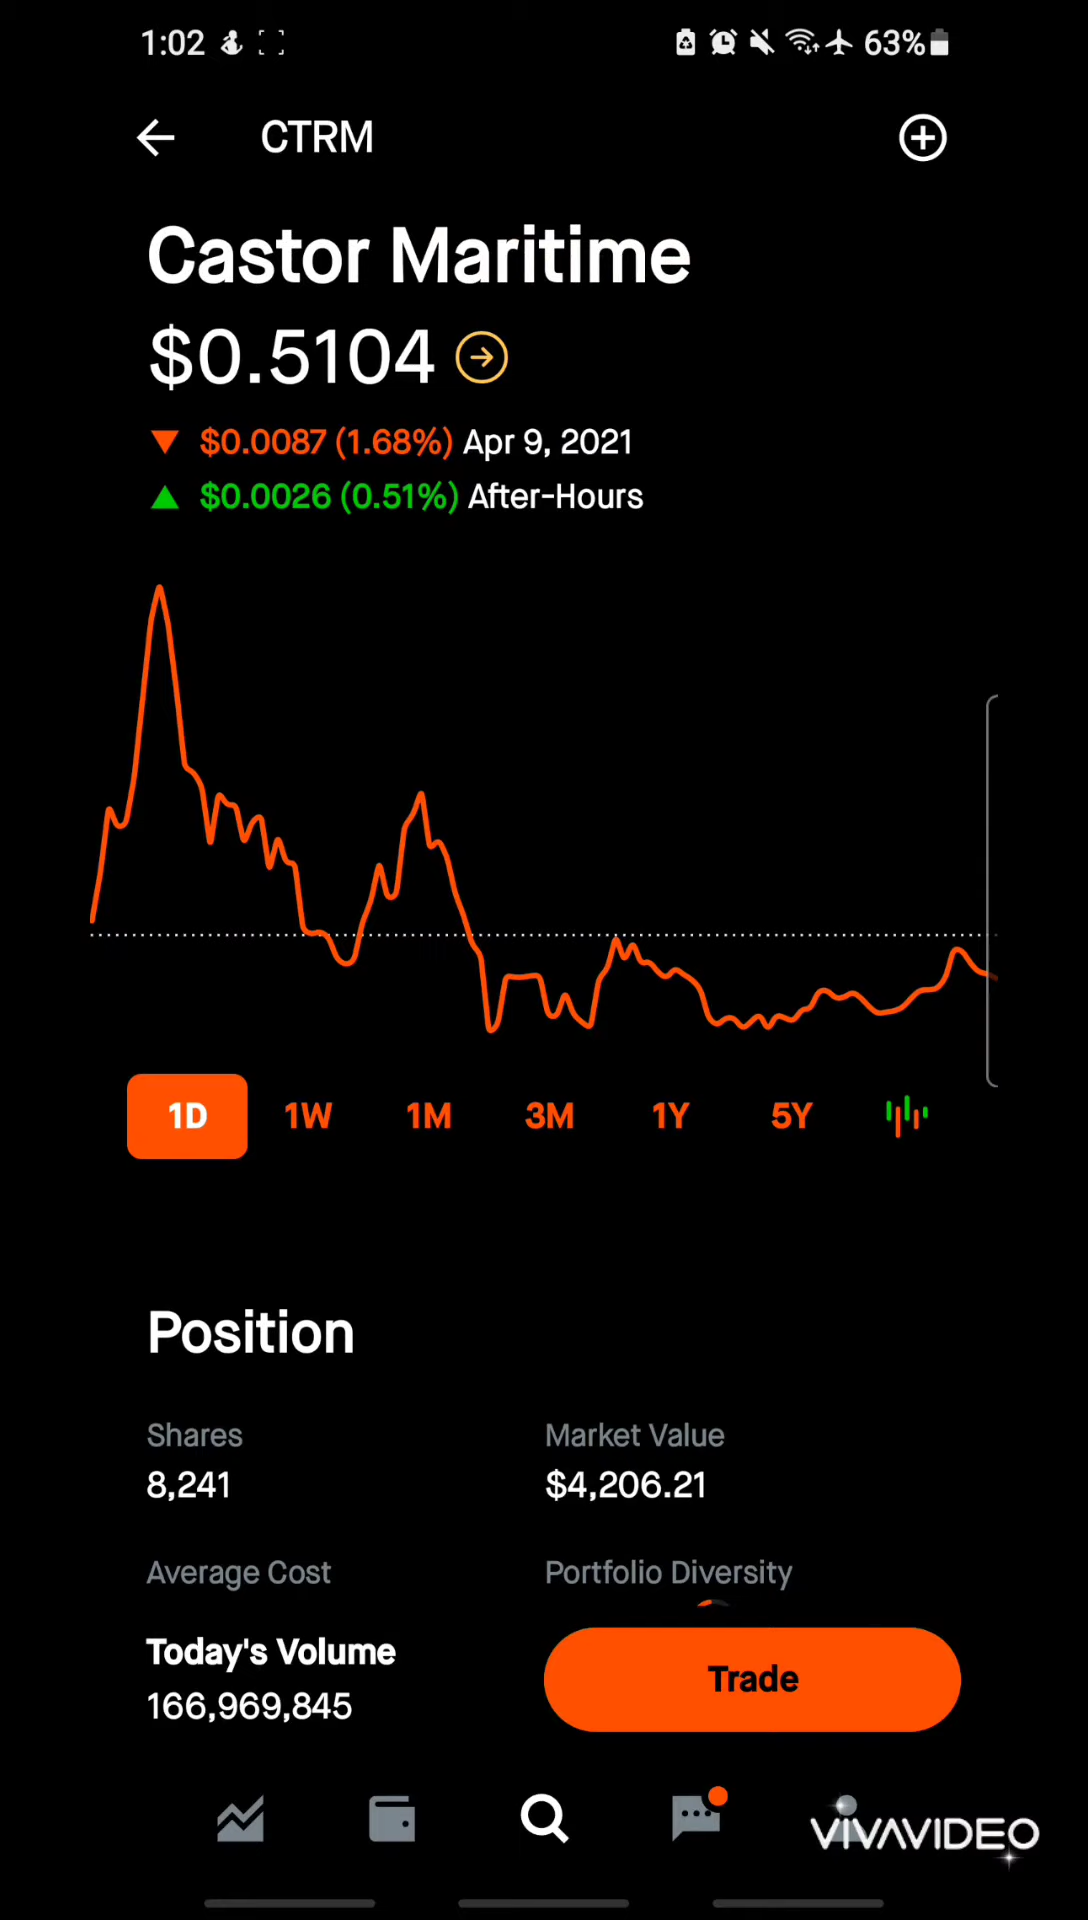 1:02
63%
CTRM
Castor Maritime
$0.5104
$0.0087 (1.68%) Apr 9, 2021
$0.0026 (0.51%) After-Hours
1D 1W 1M 3M 1Y 5Y
Position
Shares Market Value
8,241 $4,206.21
Average Cost Portfolio Diversity
Today's Volume
166,969,845
Trade
VIVAVIDEO